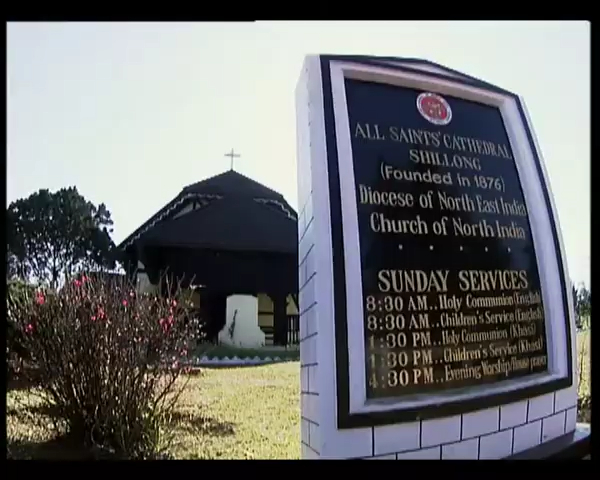 ALL SAINTS' CATHEDRAL
SHILLONG
(Founded in 1876)
Diocese of North East India
Church of North India
* * * * *
SUNDAY SERVICES
8:30 AM.. Holy Communion (English)
8:30 AM.. Children's Service (English)
1:30 PM.. Holy Communion (Khasi)
1:30 PM.. Children's Service (Khasi)
4:30 PM.. Evening Worship/House prayer